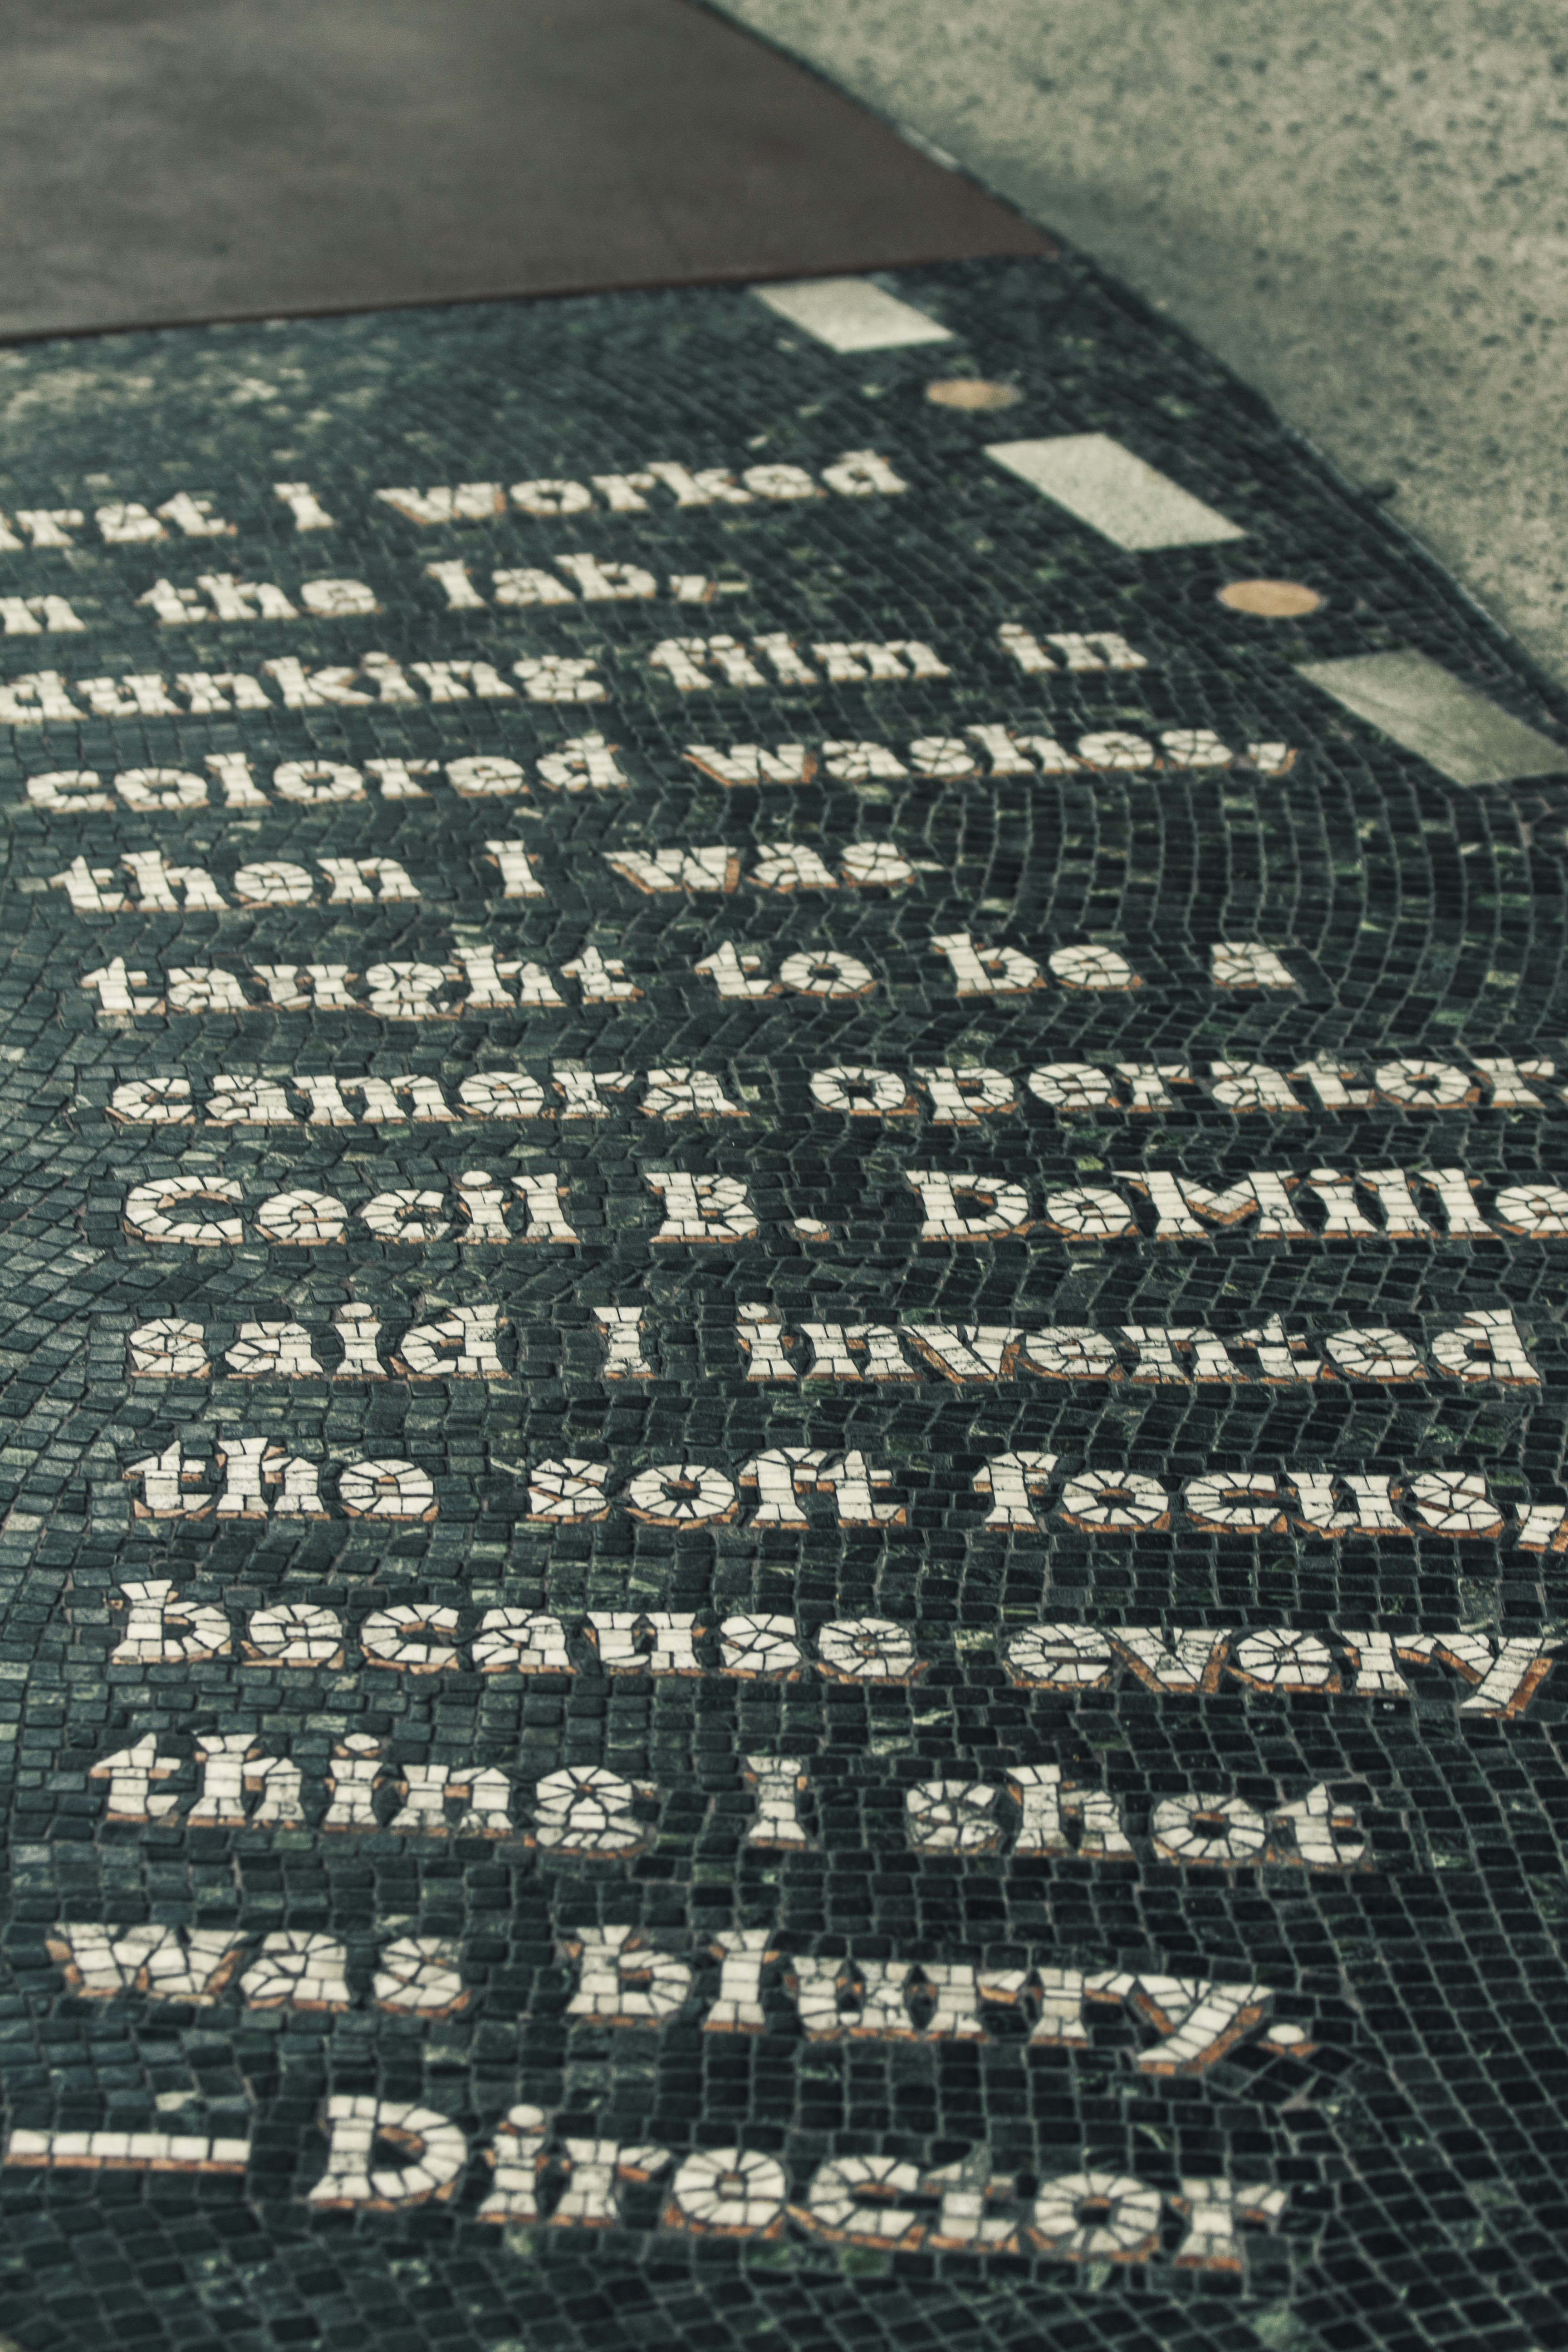 irst I worked
n the lab,
dunking film in
colored washes,
then I was
taught to be a
camera operator
Cecil B. DeMille
said I invented
the soft focus,
because every
thing I shot
was blurry.
— Director